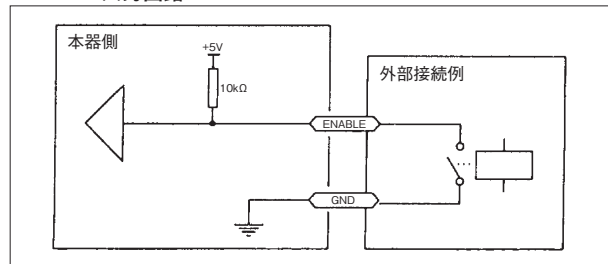 本器側
+5V
10kΩ
ENABLE
GND
外部接続例